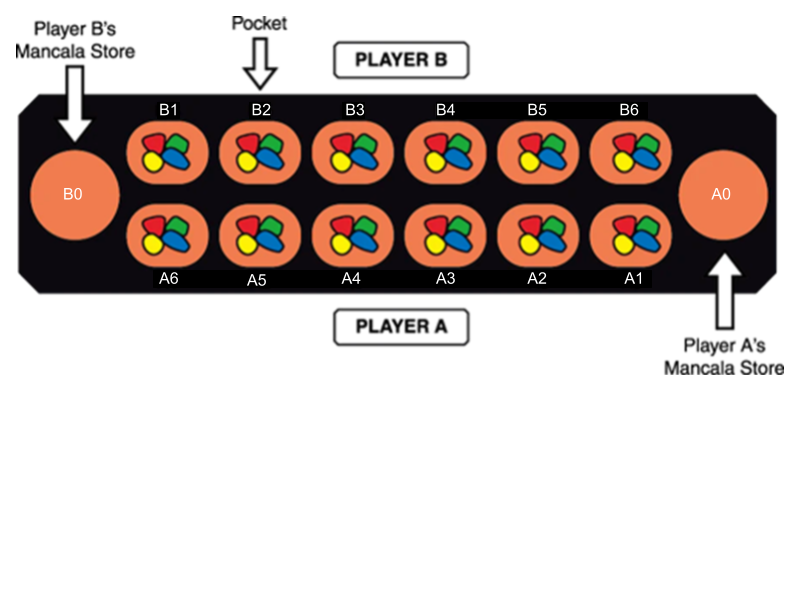 Player B's
Mancala Store
Pocket
PLAYER B
B1 B2 B3 B4 B5 B6
B0
A0
A6 A5 A4 A3 A2 A1
PLAYER A
Player A's
Mancala Store